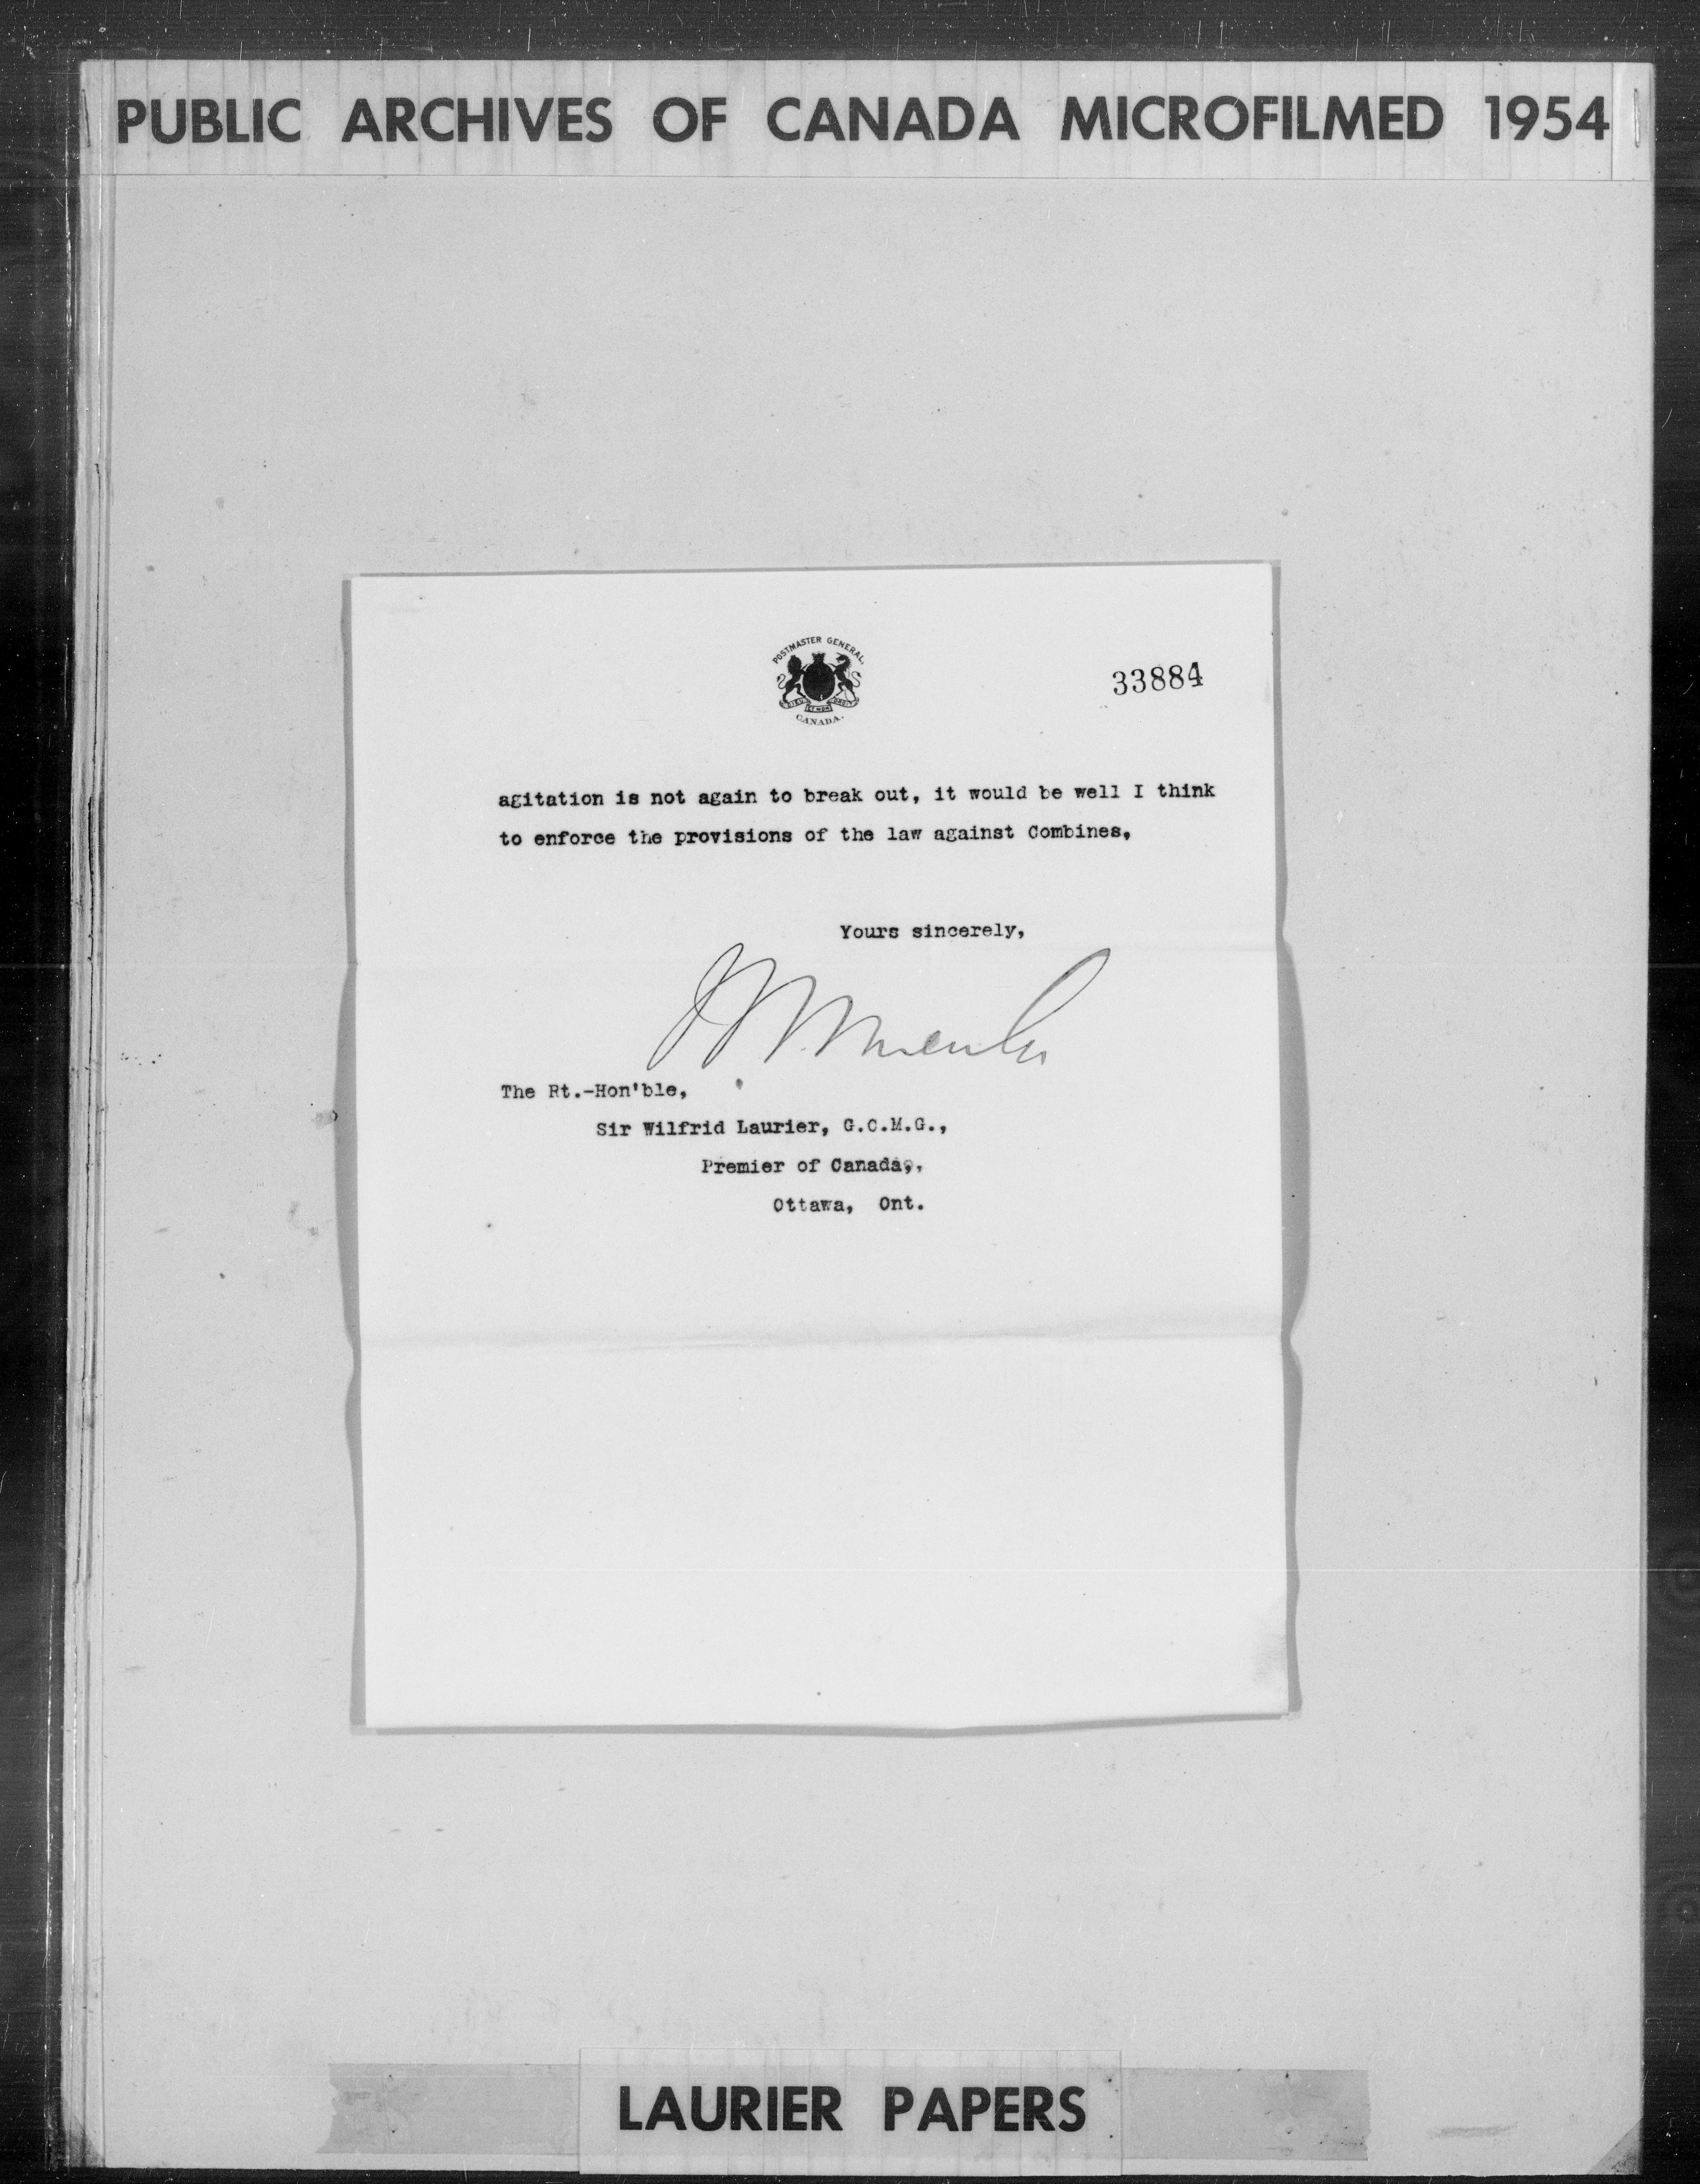 PUBLIC ARCHIVES OF CANADA MICROFILMED 1954
POSTMASTER GENERAL,
CANADA.
33884
agitation is not again to break out, it would be well I think
to enforce the provisions of the law against Combines,
Yours sincerely,
The Rt.-Hon'ble,
Sir Wilfrid Laurier, G.C.M.G.,
Premier of Canada,,
Ottawa, Ont.
LAURIER PAPERS